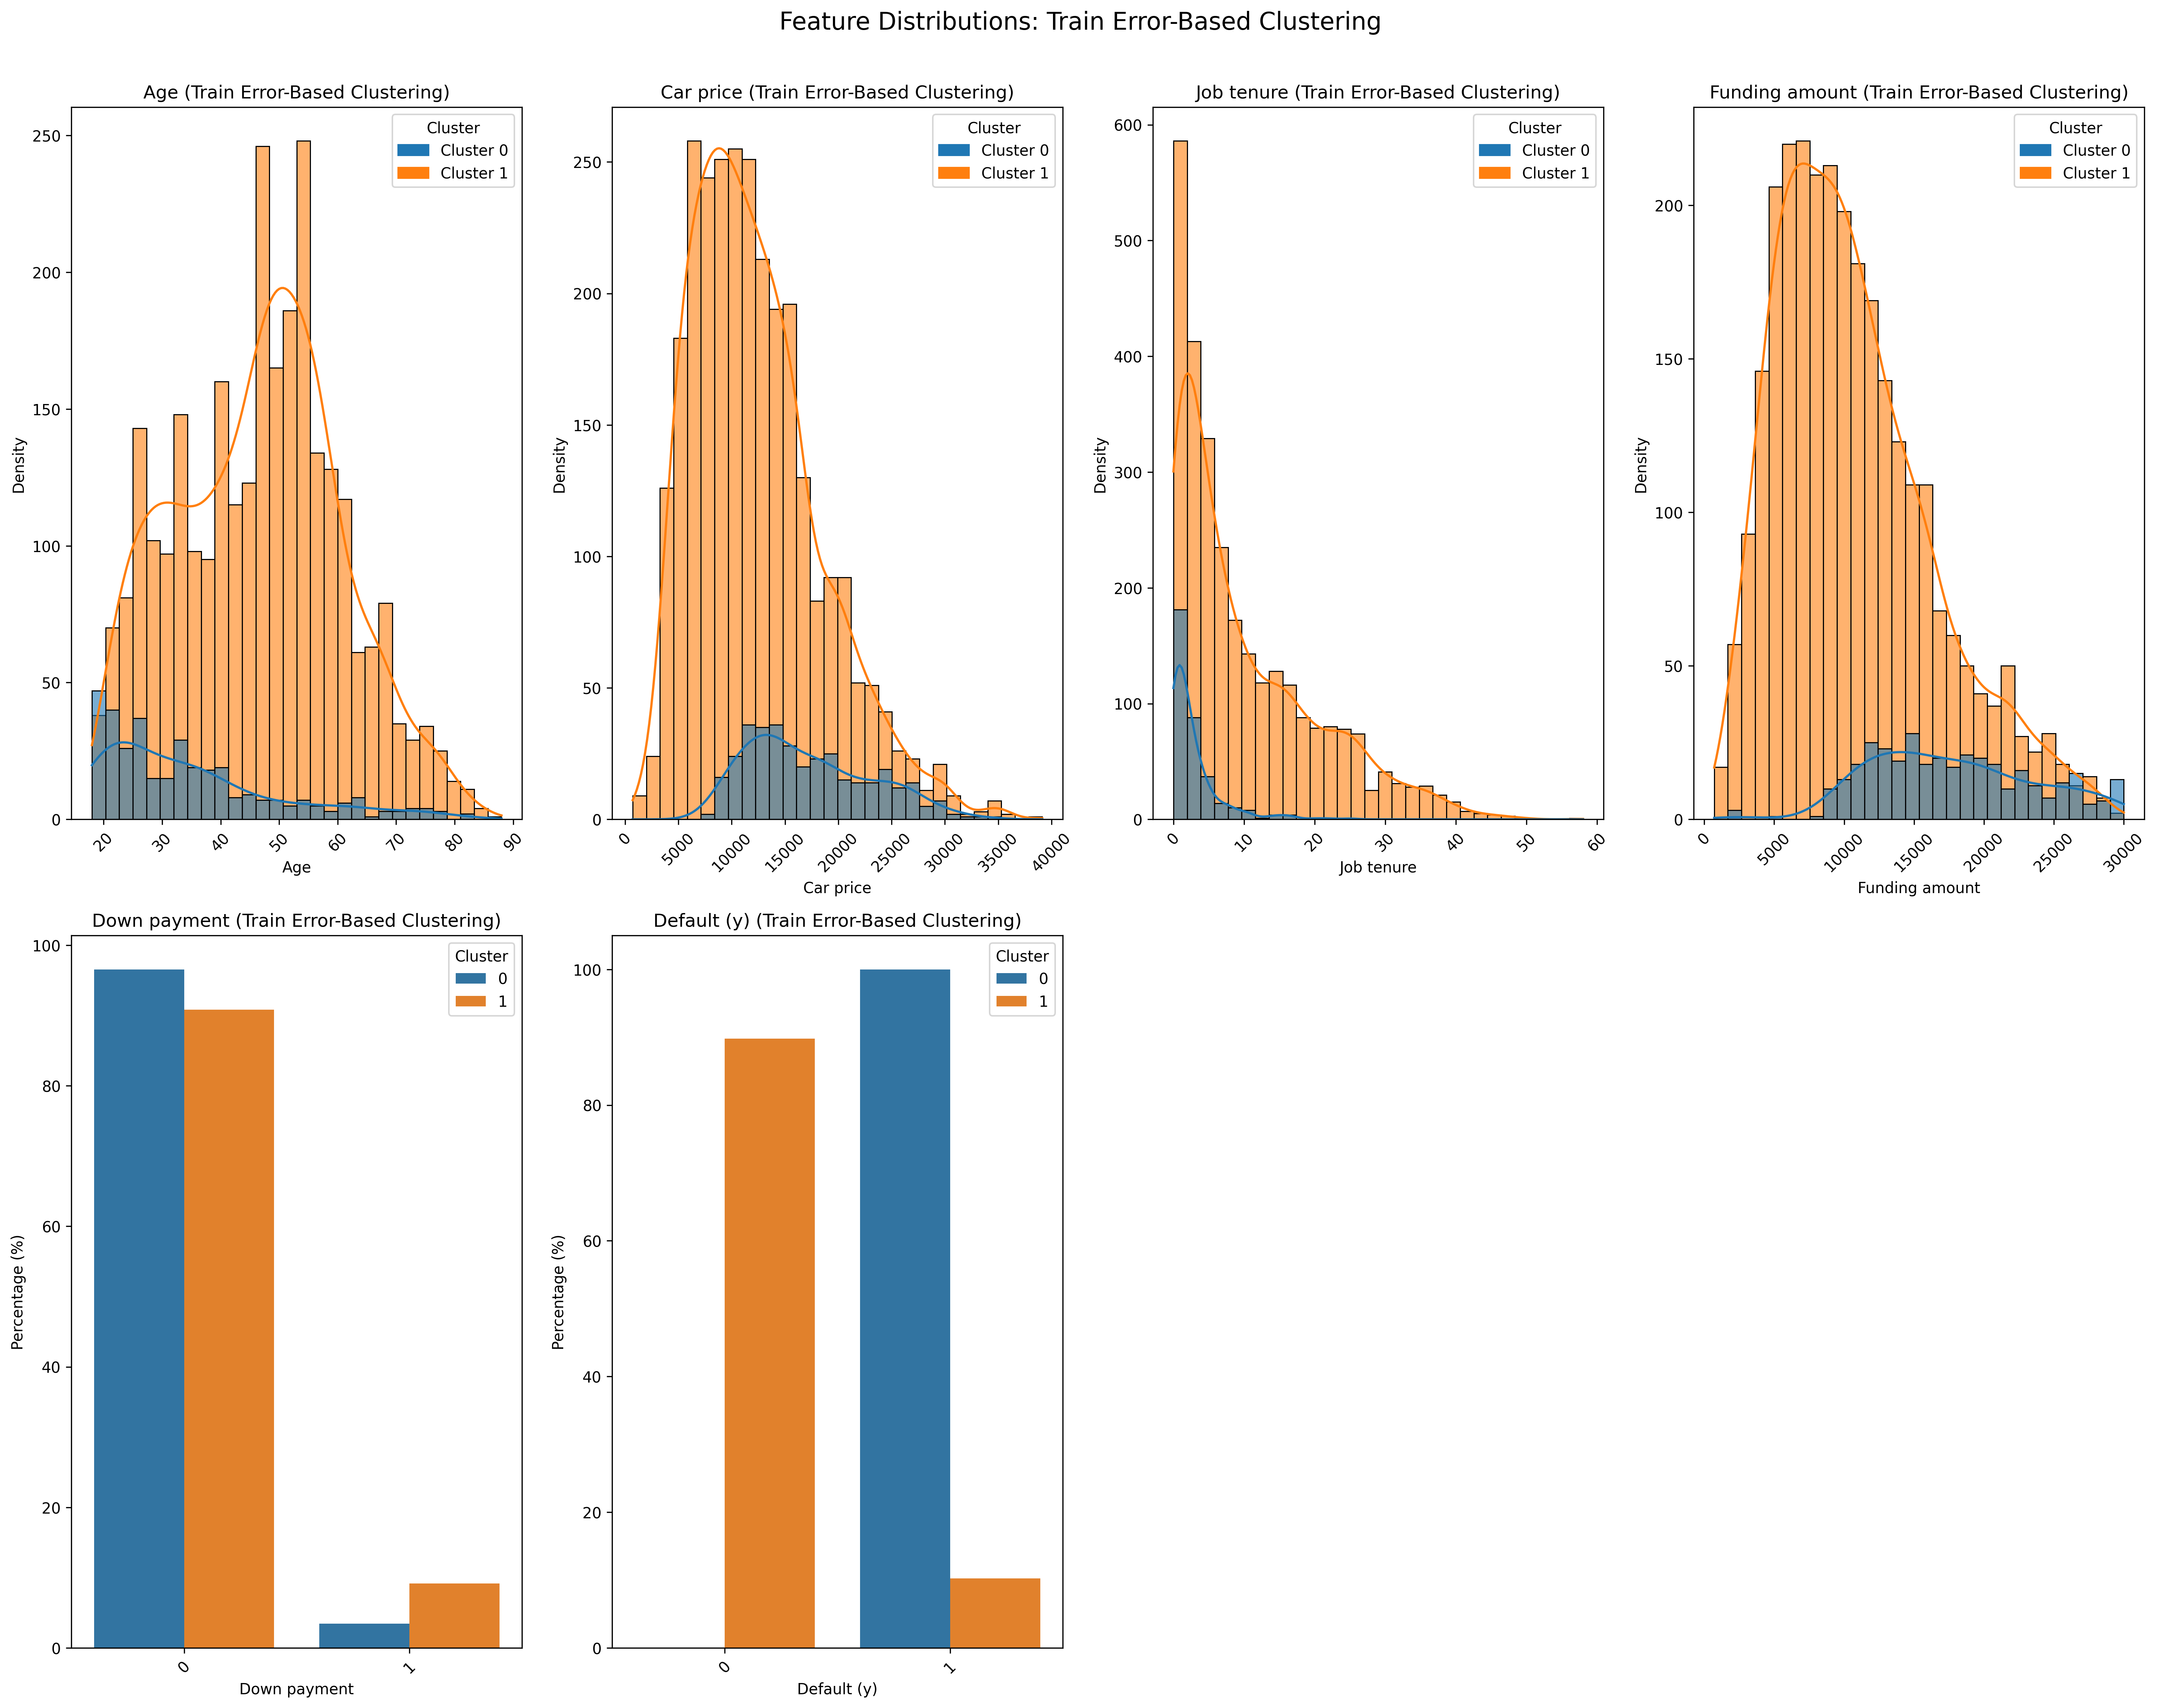 Feature Distributions: Train Error-Based Clustering
Age (Train Error-Based Clustering)
Cluster
Cluster 0
Cluster 1
Density
250
200
150
100
50
0
20
30
40
50
60
70
80
90
Age
Car price (Train Error-Based Clustering)
Cluster
Cluster 0
Cluster 1
Density
250
200
150
100
50
0
0
5000
10000
15000
20000
25000
30000
35000
40000
Car price
Job tenure (Train Error-Based Clustering)
Cluster
Cluster 0
Cluster 1
Density
600
500
400
300
200
100
0
0
10
20
30
40
50
60
Job tenure
Funding amount (Train Error-Based Clustering)
Cluster
Cluster 0
Cluster 1
Density
200
150
100
50
0
0
5000
10000
15000
20000
25000
30000
Funding amount
Down payment (Train Error-Based Clustering)
Cluster
0
1
Percentage (%)
100
80
60
40
20
0
0
1
Down payment
Default (y) (Train Error-Based Clustering)
Cluster
0
1
Percentage (%)
100
80
60
40
20
0
0
1
Default (y)